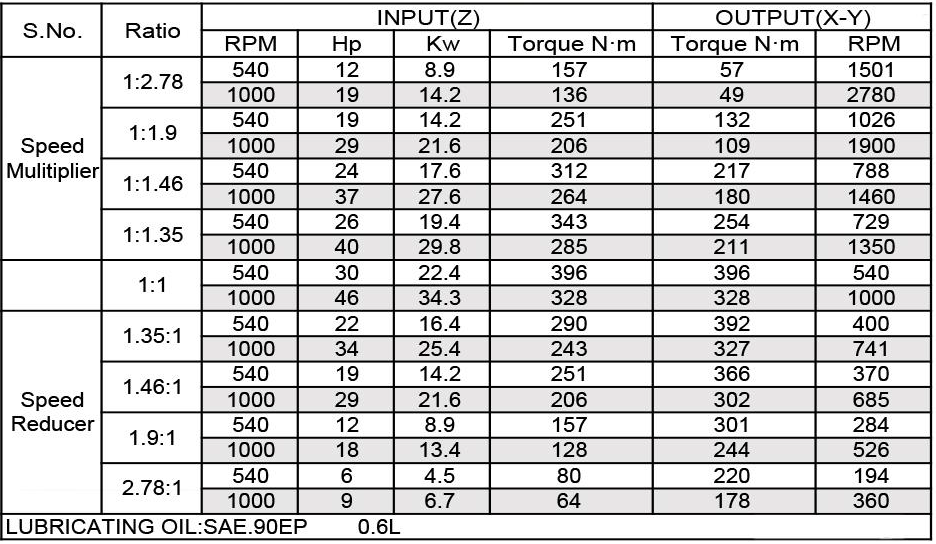 S.No. Ratio INPUT(Z) OUTPUT(X-Y)
RPM Hp Kw Torque N·m Torque N·m RPM
Speed Mulitiplier
1:2.78 540 12 8.9 157 57 1501
1000 19 14.2 136 49 2780
1:1.9 540 19 14.2 251 132 1026
1000 29 21.6 206 109 1900
1:1.46 540 24 17.6 312 217 788
1000 37 27.6 264 180 1460
1:1.35 540 26 19.4 343 254 729
1000 40 29.8 285 211 1350
1:1 540 30 22.4 396 396 540
1000 46 34.3 328 328 1000
Speed Reducer
1.35:1 540 22 16.4 290 392 400
1000 34 25.4 243 327 741
1.46:1 540 19 14.2 251 366 370
1000 29 21.6 206 302 685
1.9:1 540 12 8.9 157 301 284
1000 18 13.4 128 244 526
2.78:1 540 6 4.5 80 220 194
1000 9 6.7 64 178 360
LUBRICATING OIL:SAE.90EP 0.6L